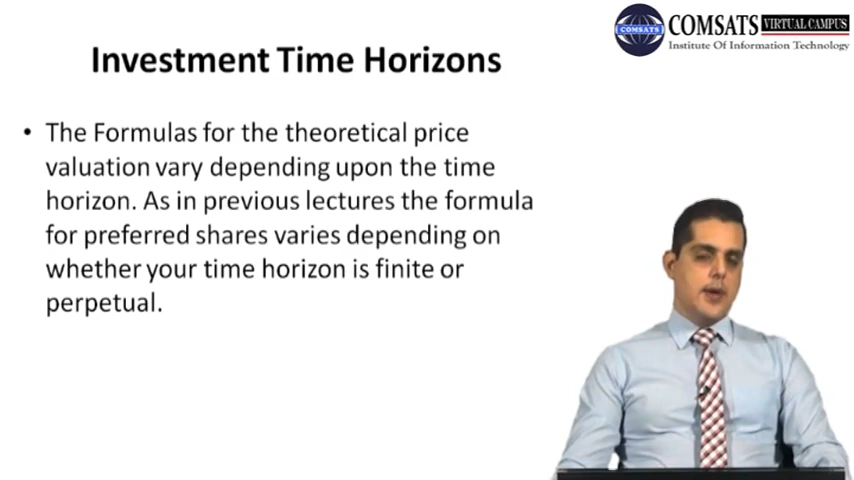 COMSATS VIRTUAL CAMPUS
Institute Of Information Technology
COMSATS
Investment Time Horizons
• The Formulas for the theoretical price
valuation vary depending upon the time
horizon. As in previous lectures the formula
for preferred shares varies depending on
whether your time horizon is finite or
perpetual.